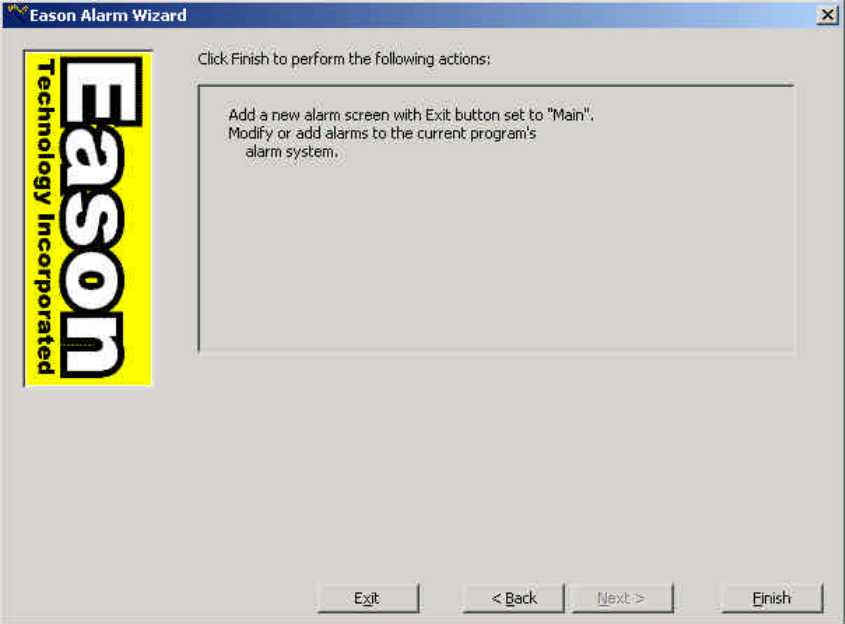 Eason Alarm Wizard
Click Finish to perform the following actions:
Eason
Technology Incorporated
Add a new alarm screen with Exit button set to "Main".
Modify or add alarms to the current program's
alarm system.
Exit
< Back
Next >
Finish